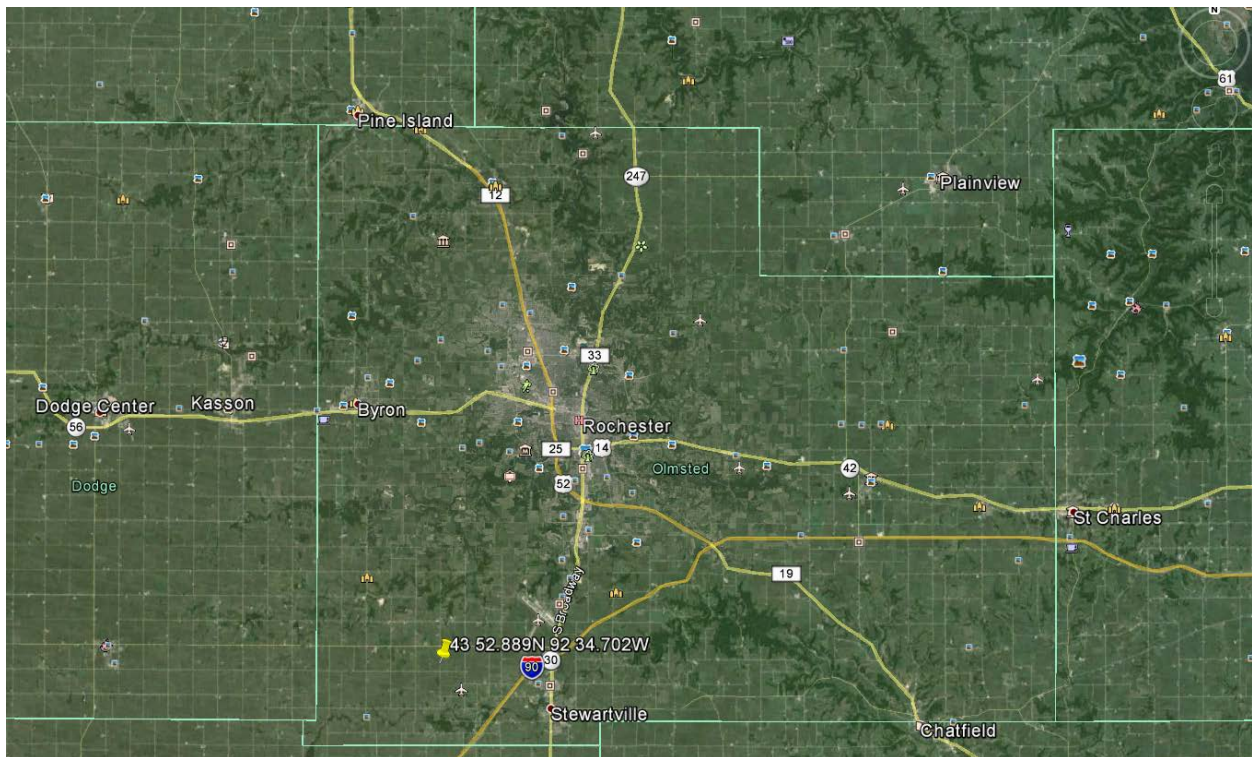 N
61
Pine Island
247
12
Plainview
33
Dodge Center
Kasson
Byron
56
Rochester
25
14
Olmsted
42
Dodge
52
St Charles
19
S Broadway
43 52.889N 92 34.702W
30
90
Stewartville
Chatfield